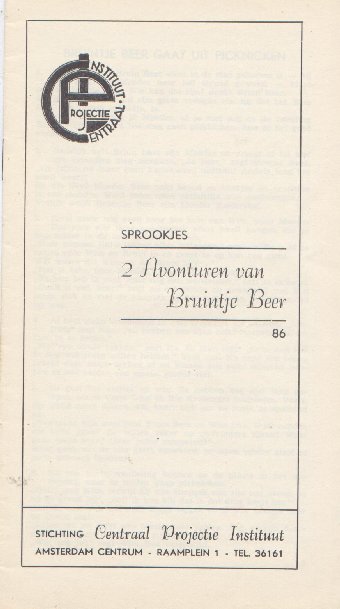 INSTITUUT
PROJECTIE
CENTRAAL
SPROOKJES
2 Avonturen van
Bruintje Beer
86
STICHTING Centraal Projectie Instituut
AMSTERDAM CENTRUM - RAAMPLEIN 1 - TEL. 36161